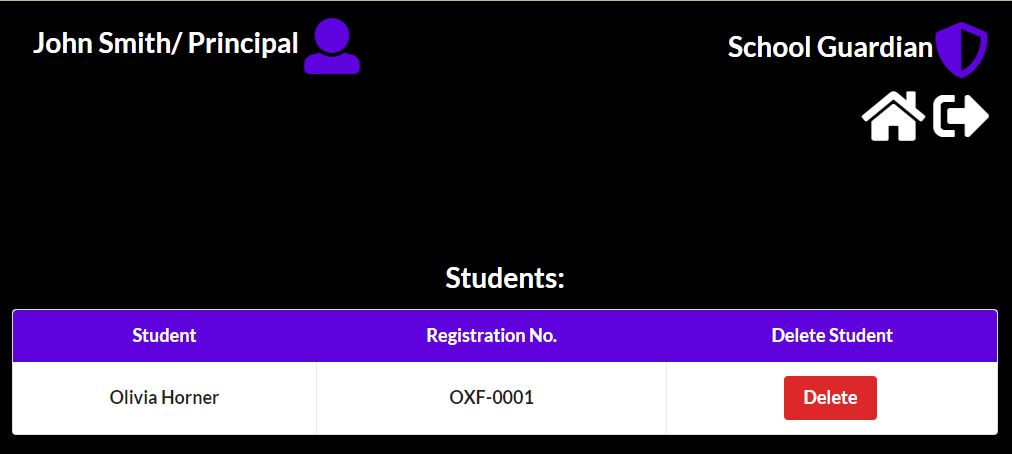 John Smith/ Principal
School Guardian
Students:
Student Registration No. Delete Student
Olivia Horner OXF-0001 Delete